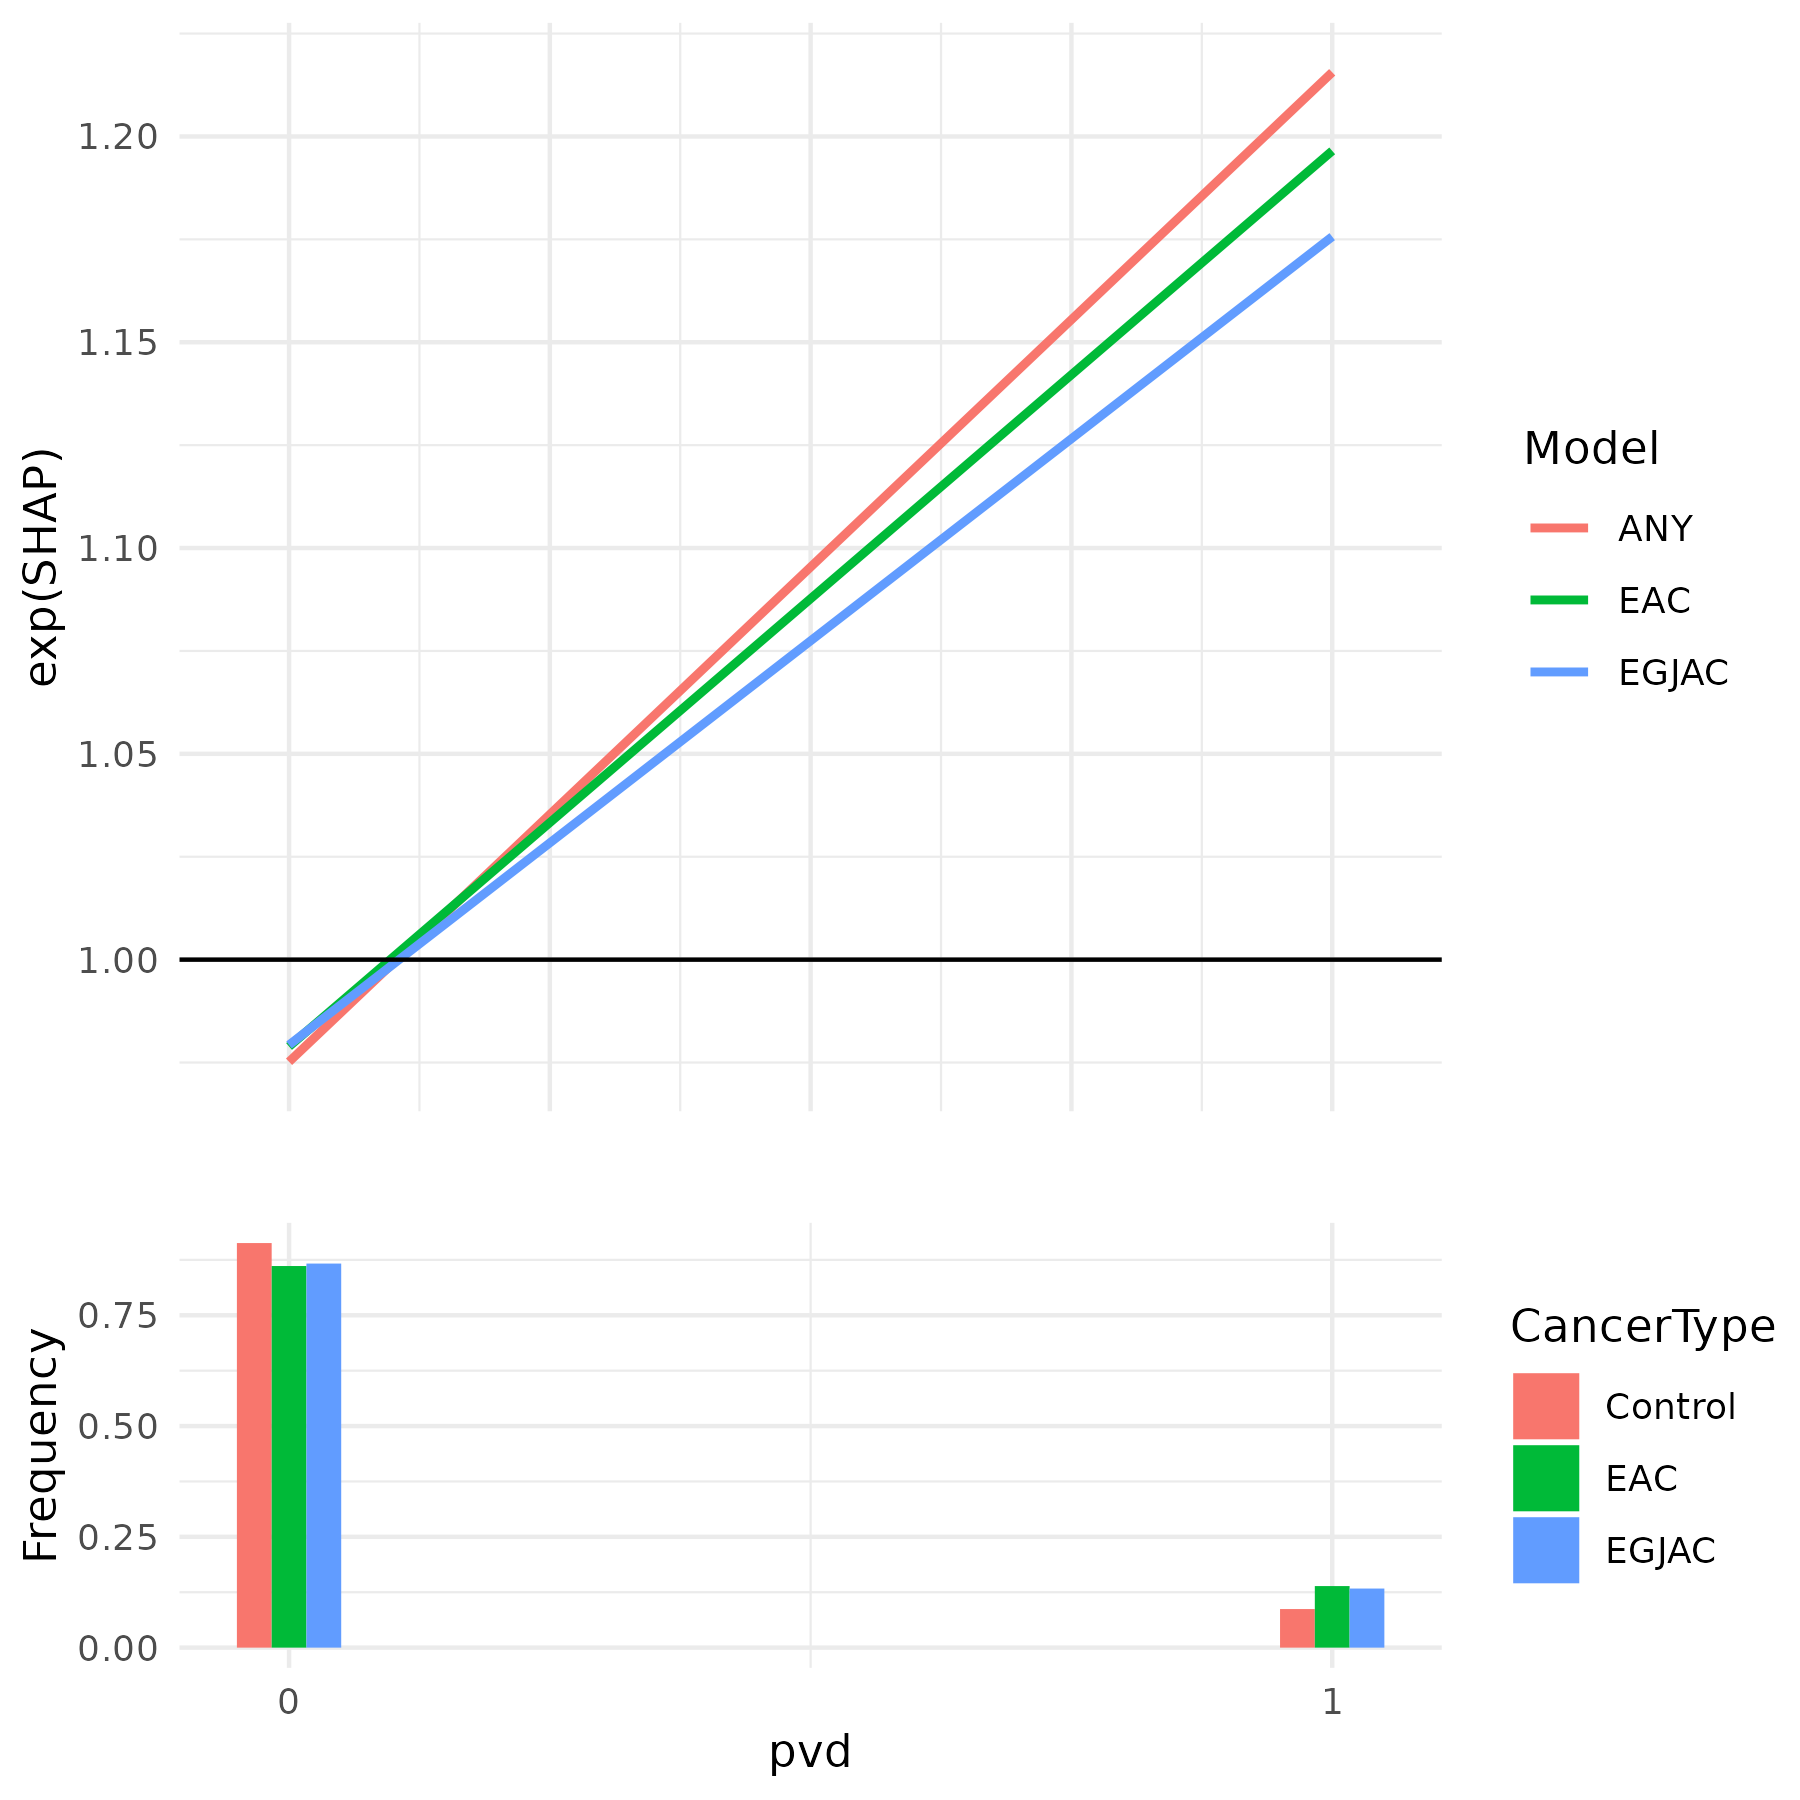 exp(SHAP)
1.20
1.15
1.10
1.05
1.00
Model
ANY
EAC
EGJAC
Frequency
0.75
0.50
0.25
0.00
0
1
pvd
CancerType
Control
EAC
EGJAC